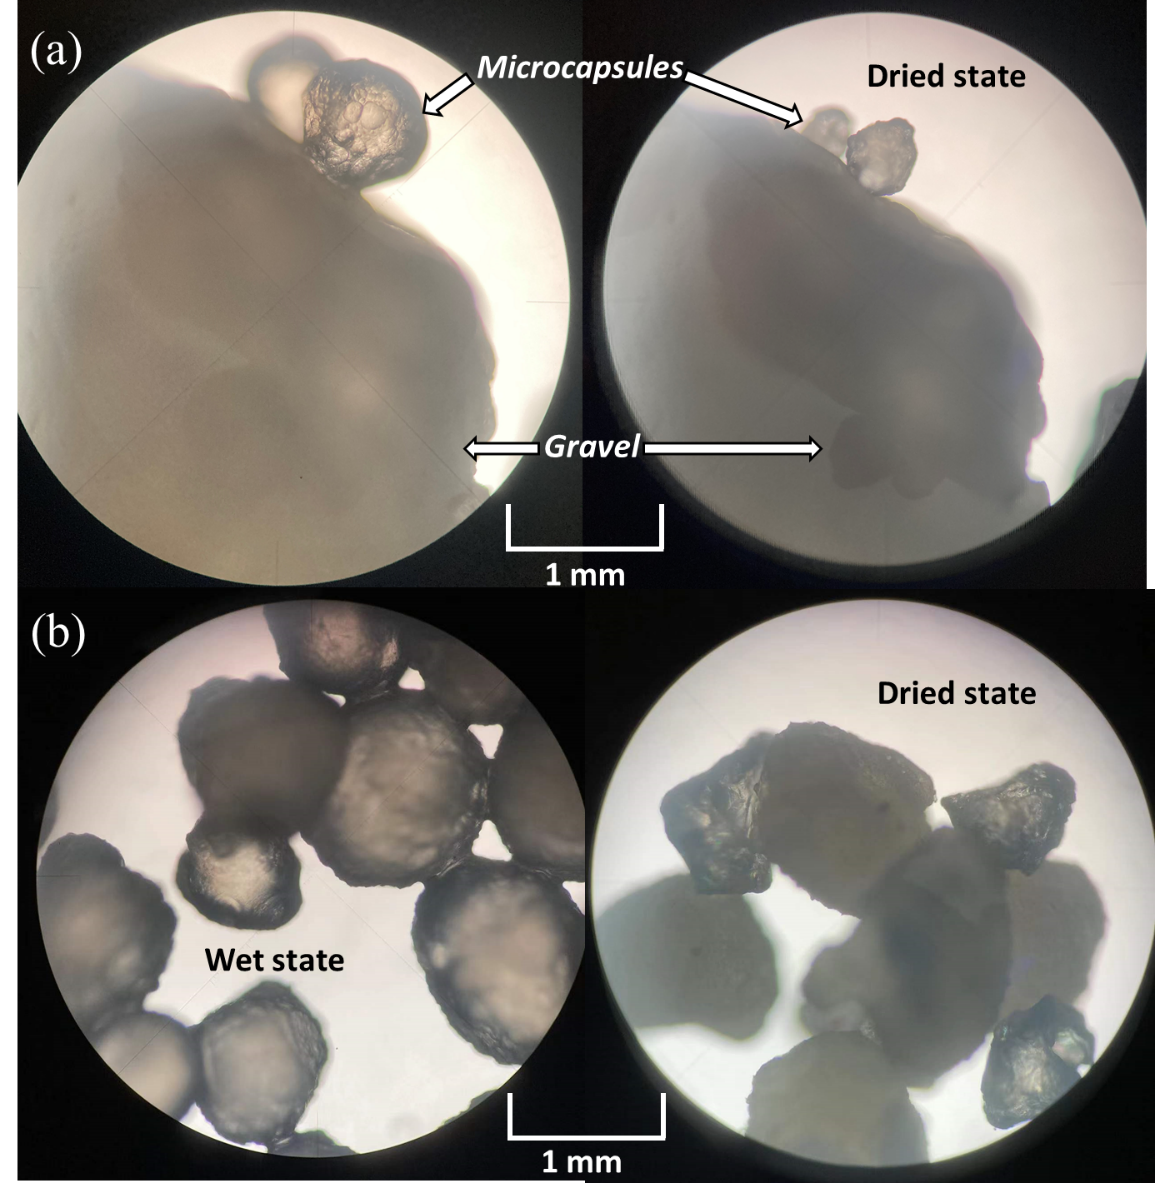 (a)
Microcapsules
Dried state
Gravel
1 mm
(b)
Dried state
Wet state
1 mm